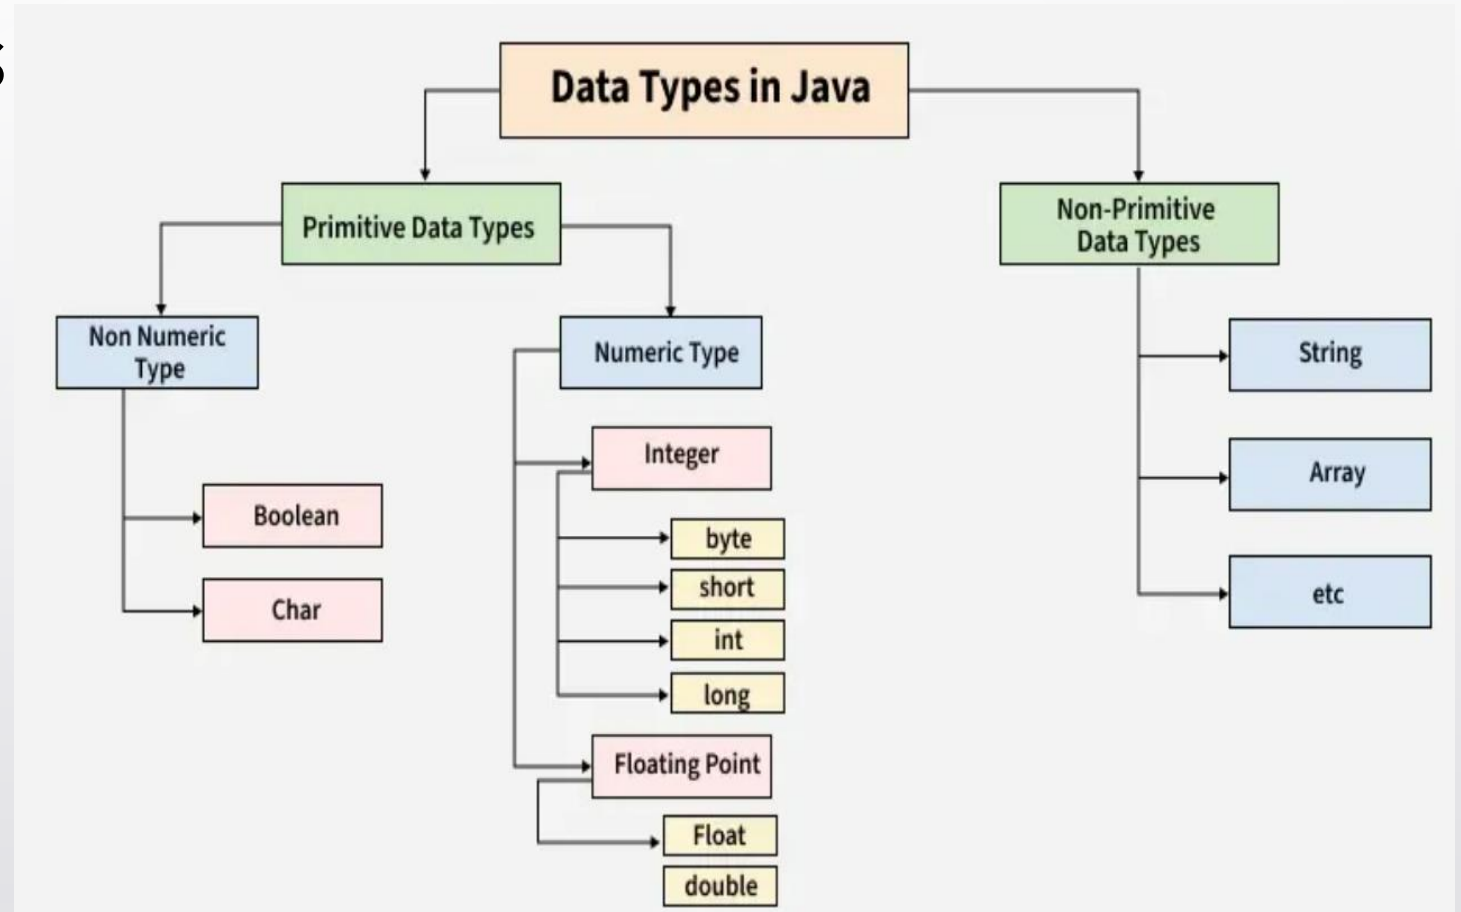 Data Types in Java
Primitive Data Types
Non-Primitive
Data Types
Non Numeric
Type
Numeric Type
String
Integer
Array
Boolean
byte
short
etc
Char
int
long
Floating Point
Float
double